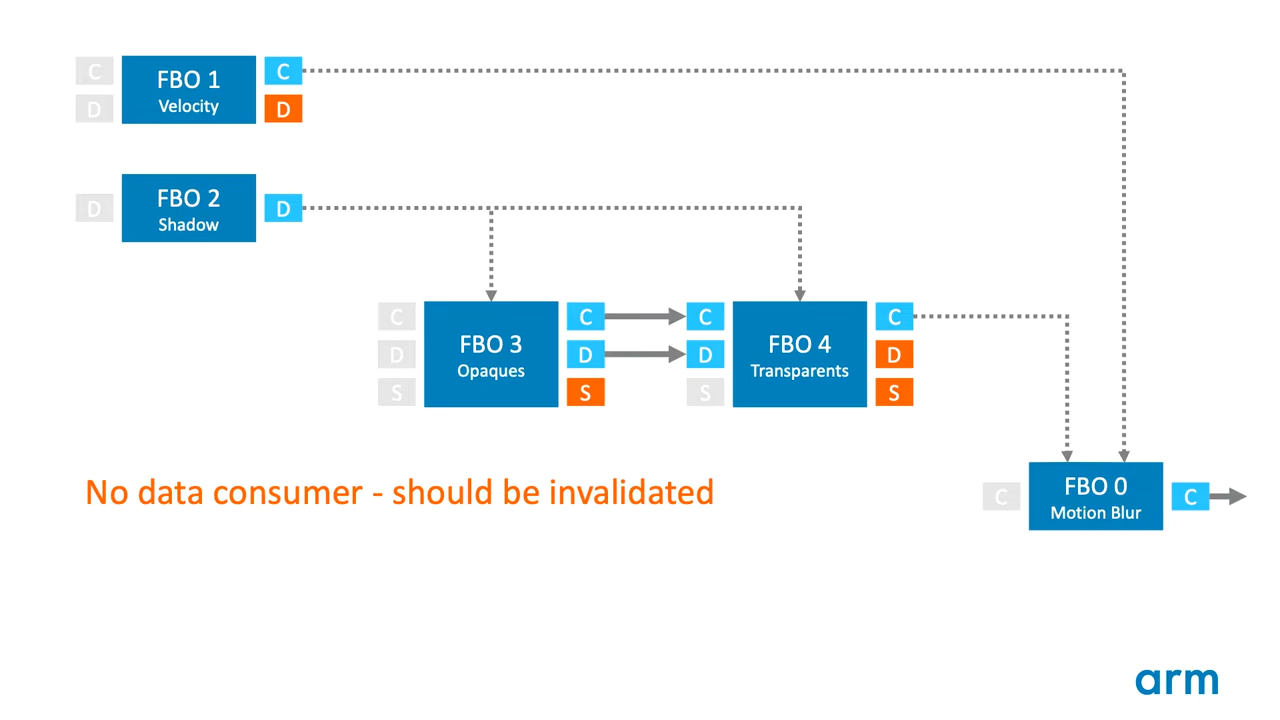 C
FBO 1
C
D
Velocity
D
D
FBO 2
Shadow
D
C
FBO 3
C
C
FBO 4
C
D
Opaques
D
D
Transparents
D
S
S
S
S
No data consumer - should be invalidated
C
FBO 0
Motion Blur
C
arm